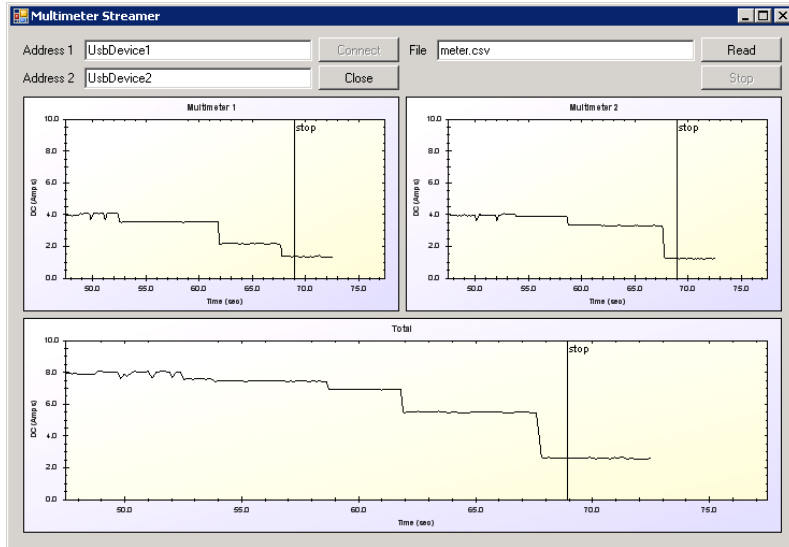 Multimeter Streamer
Address 1 UsbDevice1 Connect File meter.csv Read
Address 2 UsbDevice2 Close Stop
Multimeter 1
10.0
8.0
6.0
4.0
2.0
0.0
DC (Amps)
stop
50.0 55.0 60.0 65.0 70.0 75.0
Time (sec)
Multimeter 2
10.0
8.0
6.0
4.0
2.0
0.0
DC (Amps)
stop
50.0 55.0 60.0 65.0 70.0 75.0
Time (sec)
Total
10.0
8.0
6.0
4.0
2.0
0.0
DC (Amps)
stop
50.0 55.0 60.0 65.0 70.0 75.0
Time (sec)